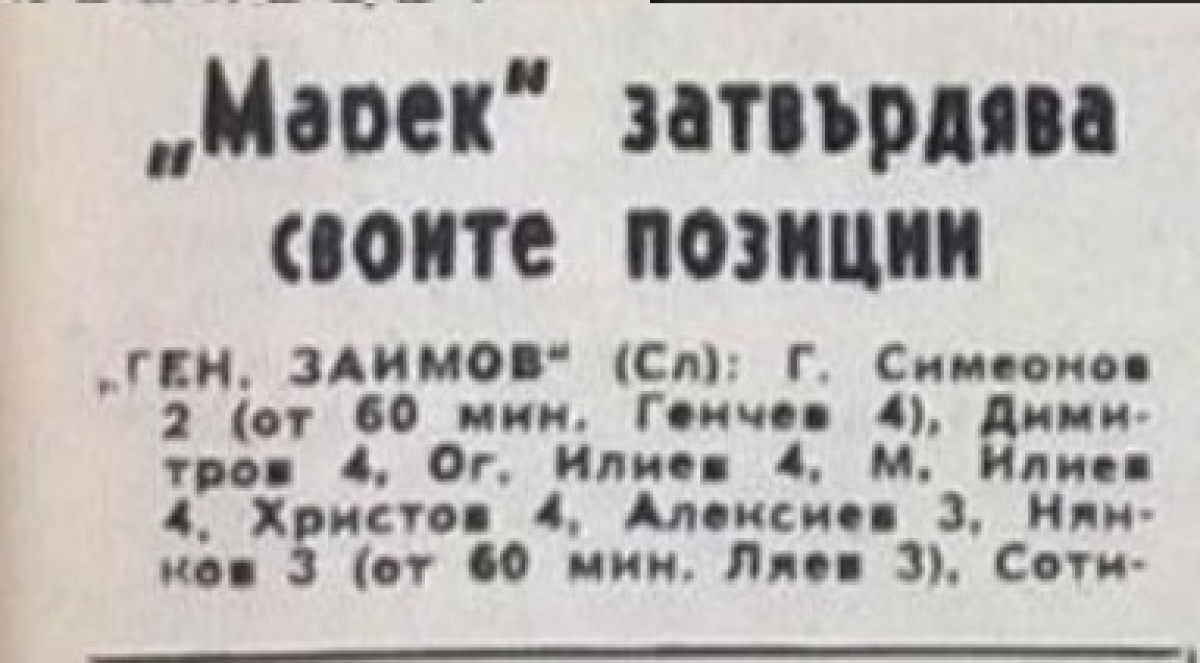 „Марек“ затвърдява
своите позиции
„ГЕН. ЗАИМОВ“ (Сл): Г. Симеонов
2 (от 60 мин. Генчев 4), Дими-
тров 4, Ог. Илиев 4, М. Илиев
4, Христов 4, Алексиев 3, Нян-
ков 3 (от 60 мин. Ляев 3), Соти-